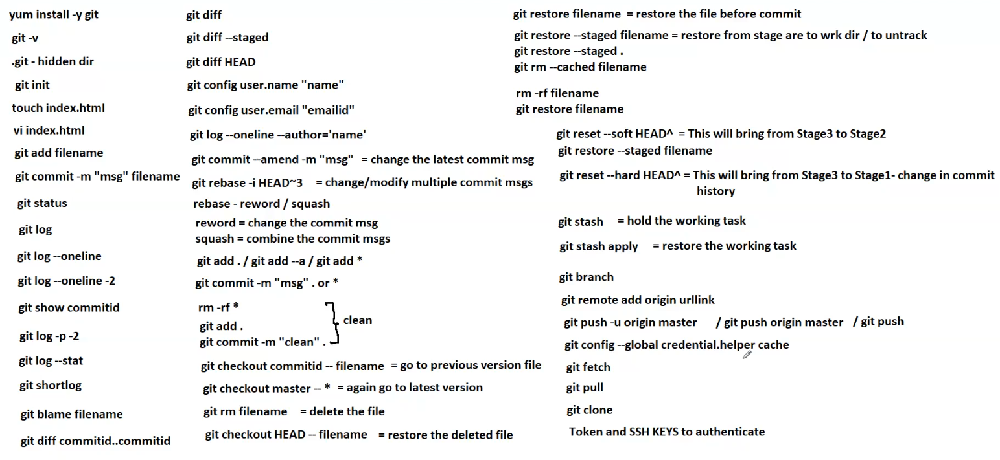 yum install -y git
git -v
.git - hidden dir
git init
touch index.html
vi index.html
git add filename
git commit -m "msg" filename
git status
git log
git log --oneline
git log --oneline -2
git show commitid
git log -p -2
git log --stat
git shortlog
git blame filename
git diff commitid..commitid
git diff
git diff --staged
git diff HEAD
git config user.name "name"
git config user.email "emailid"
git log --oneline --author='name'
git commit --amend -m "msg" = change the latest commit msg
git rebase -i HEAD~3 = change/modify multiple commit msgs
rebase - reword / squash
reword = change the commit msg
squash = combine the commit msgs
git add . / git add --a / git add *
git commit -m "msg" . or *
rm -rf *
git add .
git commit -m "clean" .
clean
git checkout commitid -- filename = go to previous version file
git checkout master -- * = again go to latest version
git rm filename = delete the file
git checkout HEAD -- filename = restore the deleted file
git restore filename = restore the file before commit
git restore --staged filename = restore from stage are to wrk dir / to untrack
git restore --staged .
git rm --cached filename
rm -rf filename
git restore filename
git reset --soft HEAD^ = This will bring from Stage3 to Stage2
git restore --staged filename
git reset --hard HEAD^ = This will bring from Stage3 to Stage1- change in commit
history
git stash = hold the working task
git stash apply = restore the working task
git branch
git remote add origin urllink
git push -u origin master / git push origin master / git push
git config --global credential.helper cache
git fetch
git pull
git clone
Token and SSH KEYS to authenticate